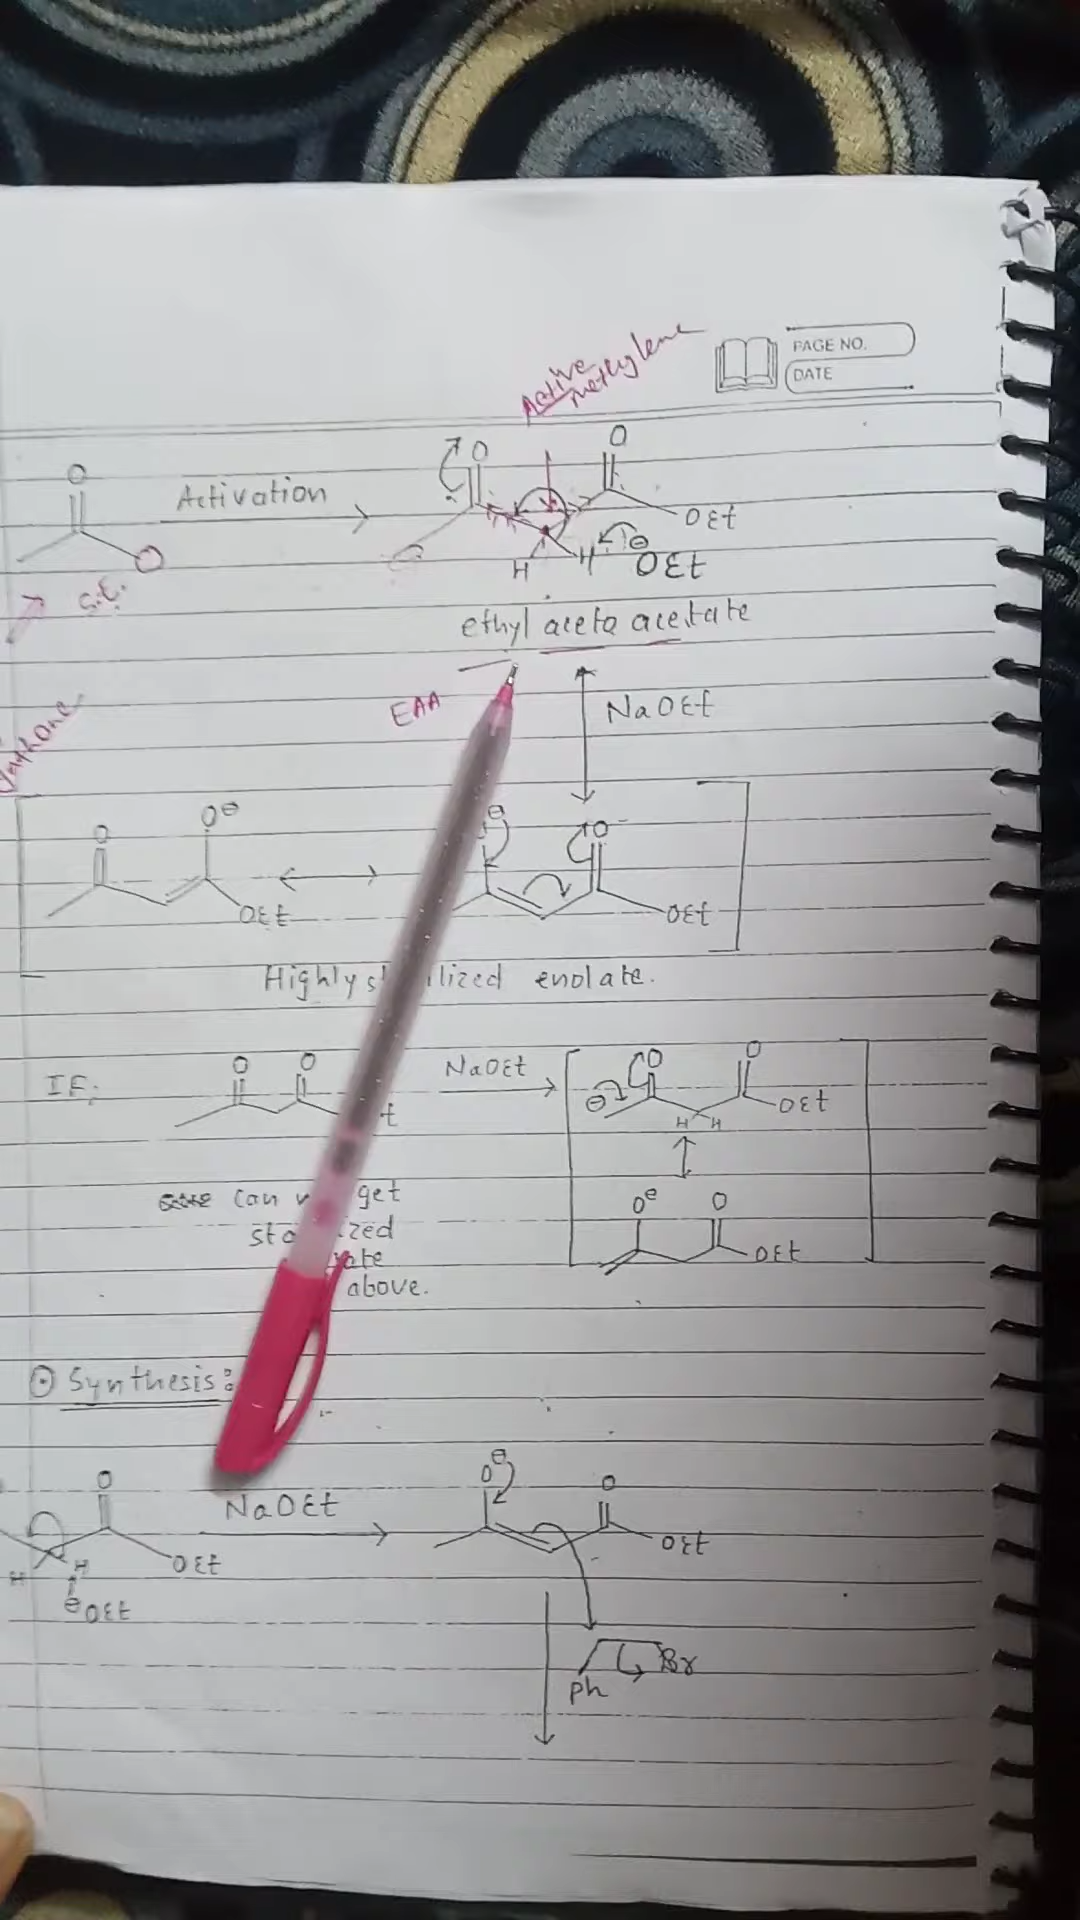 PAGE NO.
DATE
Active
methylene
O
O
O
Activation
OEt
H
H
⊖
OEt
S.E.
ethyl aceto acetate
EAA
NaOEt
O⊖
O
⊖
O
OEt
OEt
Highly enolate.
IF:
O
O
NaOEt
O
O
⊖
OEt
H H
can get
above.
O⊖
O
OEt
⊙ Synthesis:
O
O⊖
O
NaOEt
OEt
OEt
H
H
⊖OEt
Br
Ph